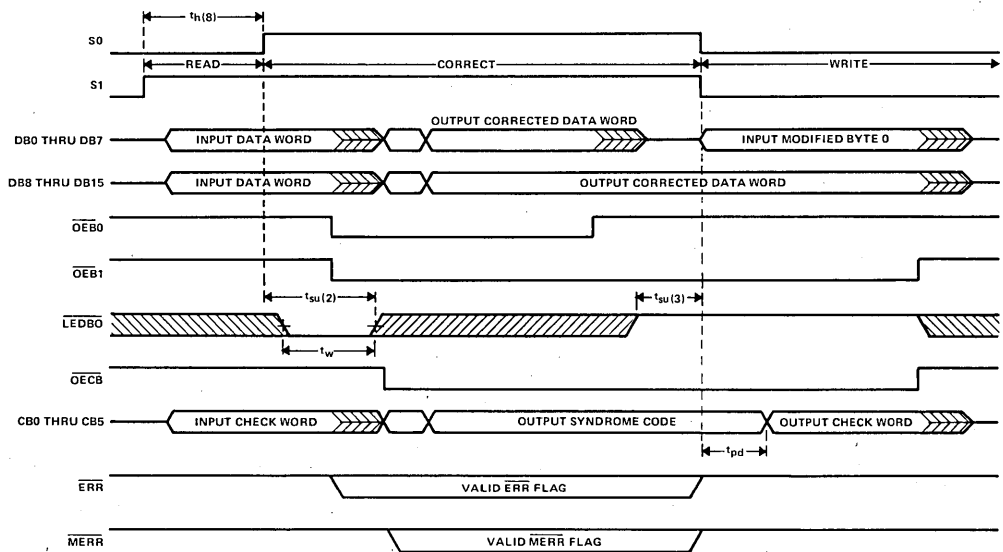 th(8)
S0
READ CORRECT WRITE
S1
OUTPUT CORRECTED DATA WORD
DB0 THRU DB7 INPUT DATA WORD INPUT MODIFIED BYTE 0
DB8 THRU DB15 INPUT DATA WORD OUTPUT CORRECTED DATA WORD
OEB0
OEB1
tsu(2) tsu(3)
LEDBO
tw
OECB
CB0 THRU CB5 INPUT CHECK WORD OUTPUT SYNDROME CODE OUTPUT CHECK WORD
tpd
ERR VALID ERR FLAG
MERR VALID MERR FLAG